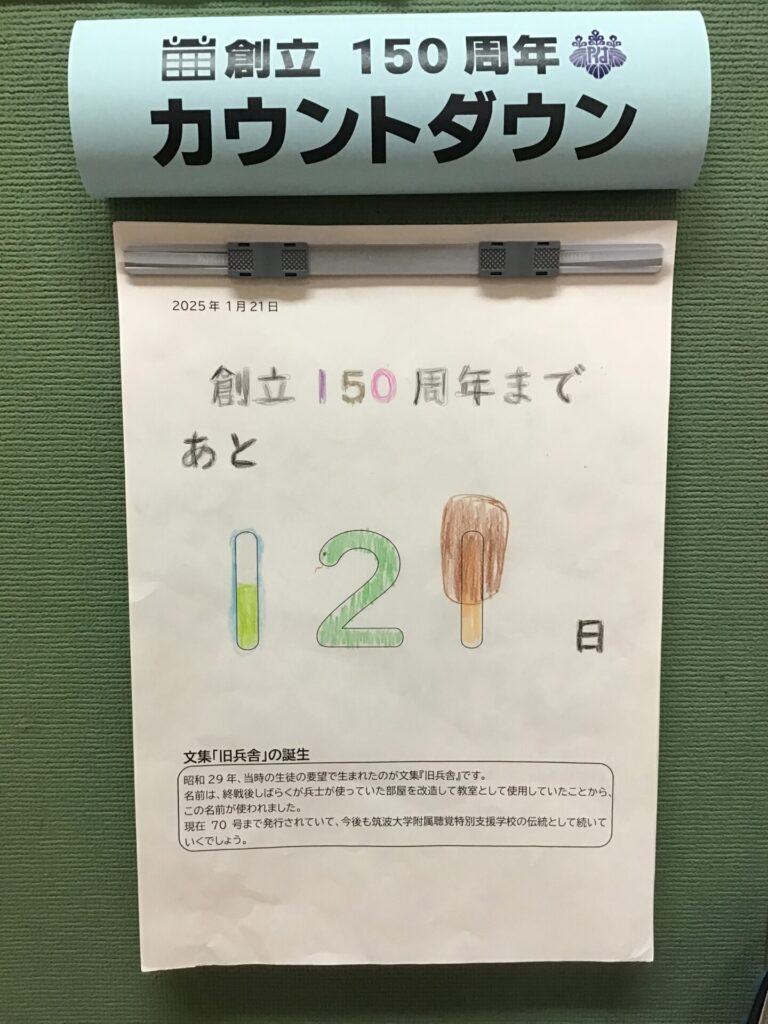 創立 150 周年
カウントダウン
2025年1月21日
創立150周年まで
あと
121
日
文集「旧兵舎」の誕生
昭和29年、当時の生徒の要望で生まれたのが文集『旧兵舎』です。
名前は、終戦後しばらくが兵士が使っていた部屋を改造して教室として使用していたことから、
この名前が使われました。
現在 70 号まで発行されていて、今後も筑波大学附属聴覚特別支援学校の伝統として続いて
いくでしょう。